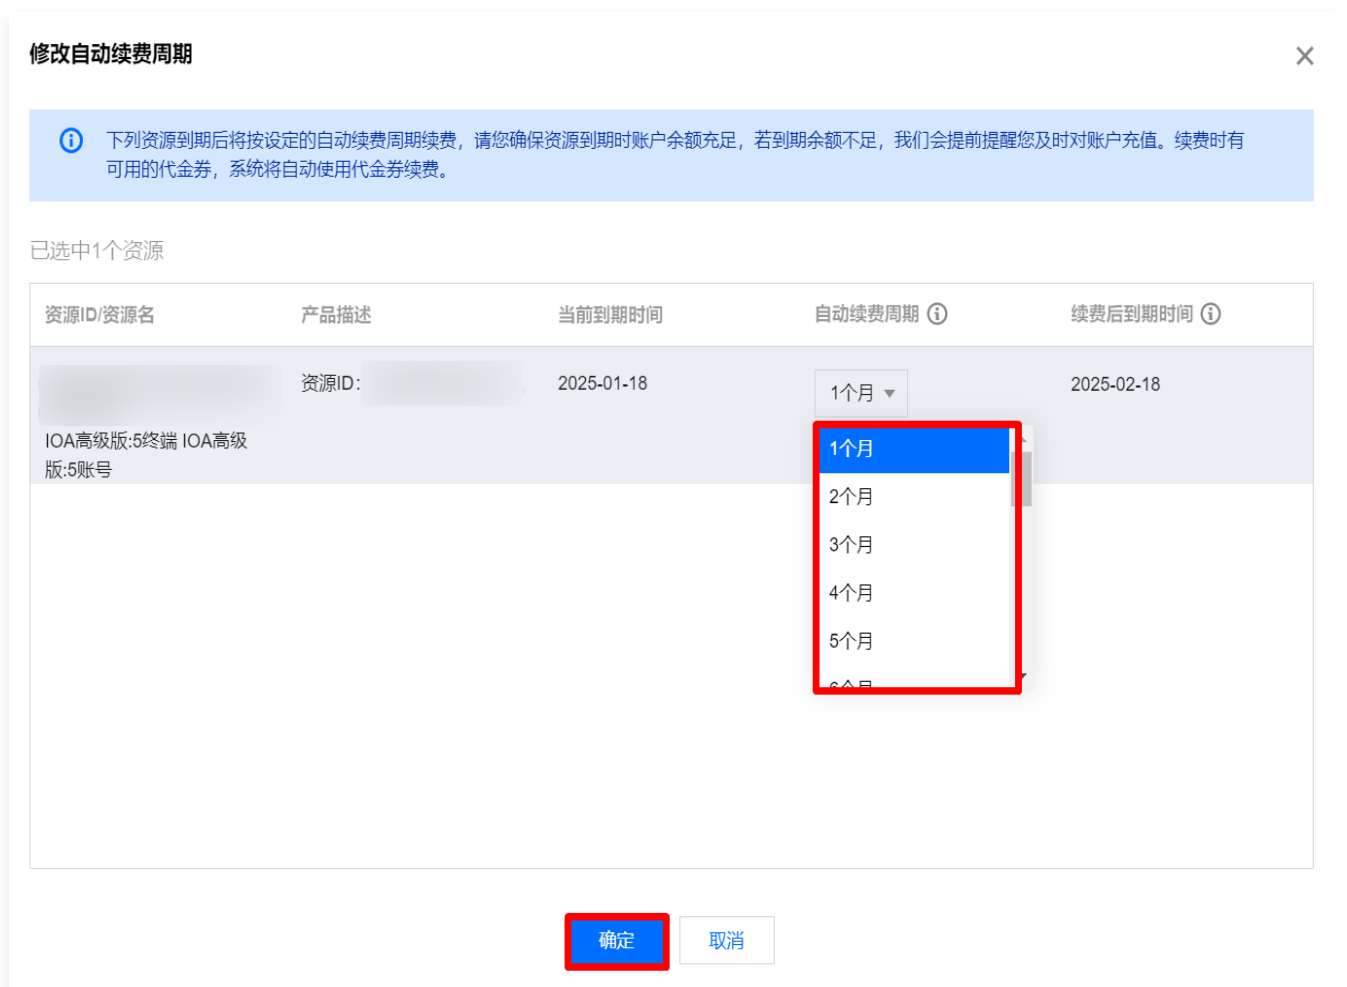 修改自动续费周期
下列资源到期后将按设定的自动续费周期续费，请您确保资源到期时账户余额充足，若到期余额不足，我们会提前提醒您及时对账户充值。续费时有
可用的代金券，系统将自动使用代金券续费。
已选中1个资源
资源ID/资源名 产品描述 当前到期时间 自动续费周期 续费后到期时间
资源ID: 2025-01-18 1个月 2025-02-18
IOA高级版:5终端 IOA高级
版:5账号
1个月
2个月
3个月
4个月
5个月
6个月
确定 取消